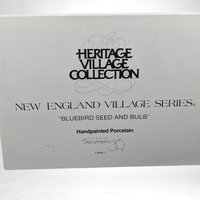 HERITAGE
VILLAGE
COLLECTION
NEW ENGLAND VILLAGE SERIES®
"BLUEBIRD SEED AND BULB"
Handpainted Porcelain
Department 56